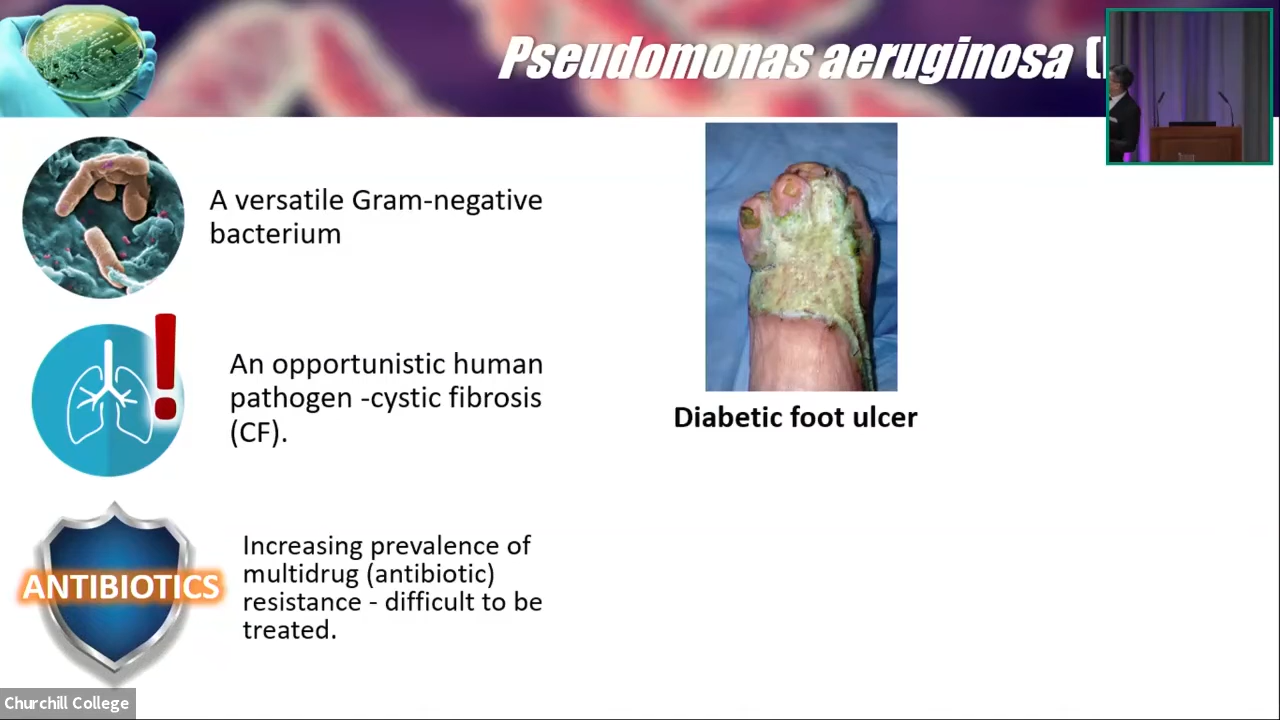 Pseudomonas aeruginosa (
A versatile Gram-negative
bacterium
An opportunistic human
pathogen -cystic fibrosis
(CF).
ANTIBIOTICS
Increasing prevalence of
multidrug (antibiotic)
resistance - difficult to be
treated.
Diabetic foot ulcer
Churchill College